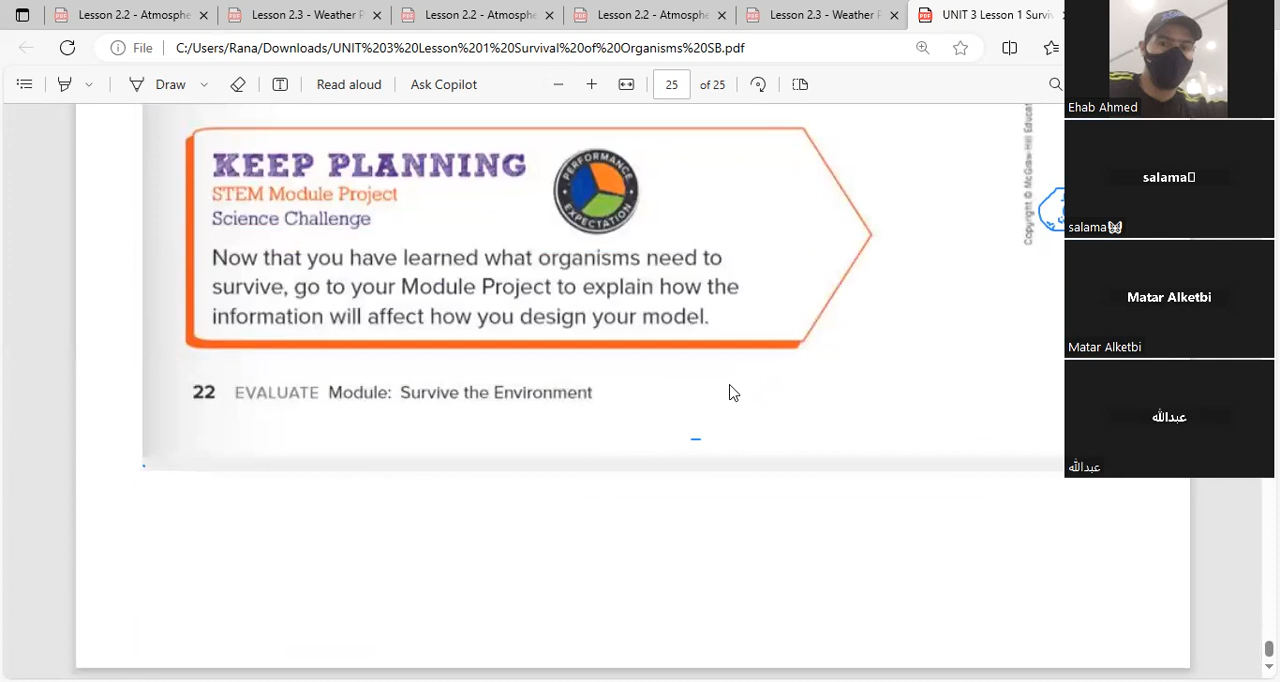 Lesson 2.2 - Atmosphe
Lesson 2.3 - Weather P
Lesson 2.2 - Atmosph
Lesson 2.2 - Atmosphe
Lesson 2.3 - Weather P
UNIT 3 Lesson 1 Surviv
File
C:/Users/Rana/Downloads/UNIT%203%20Lesson%201%20Survival%20of%20Organisms%20SB.pdf
Draw
Read aloud
Ask Copilot
25 of 25
KEEP PLANNING
STEM Module Project
Science Challenge
PERFORMANCE EXPECTATION
Now that you have learned what organisms need to
survive, go to your Module Project to explain how the
information will affect how you design your model.
22 EVALUATE Module: Survive the Environment
Copyright © McGraw-Hill Educat
Ehab Ahmed
salama
salama
Matar Alketbi
Matar Alketbi
عبدالله
عبدالله